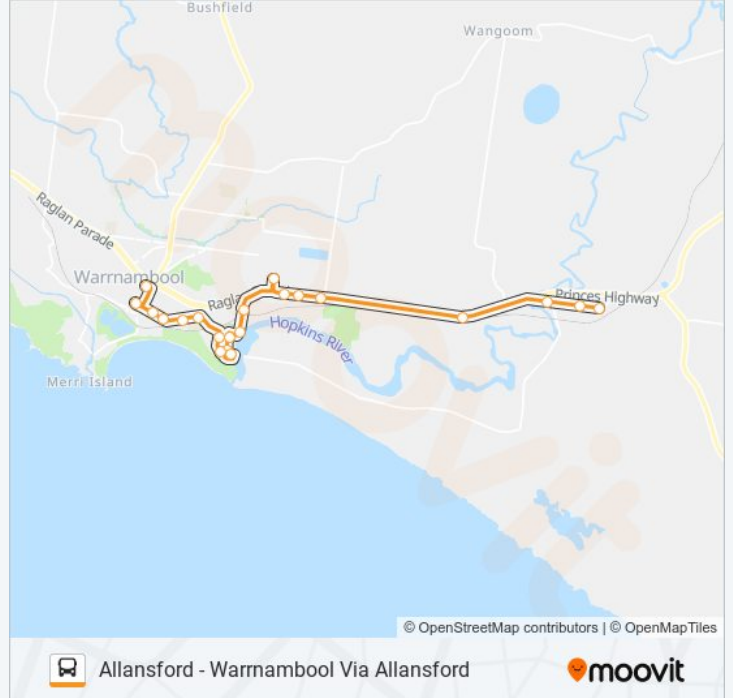 Bushfield
Wangoom
Raglan Parade
Warrnambool
Ragla
Princes Highway
Hopkins River
Merri Island
moovit
© OpenStreetMap contributors | © OpenMapTiles
Allansford - Warrnambool Via Allansford
moovit